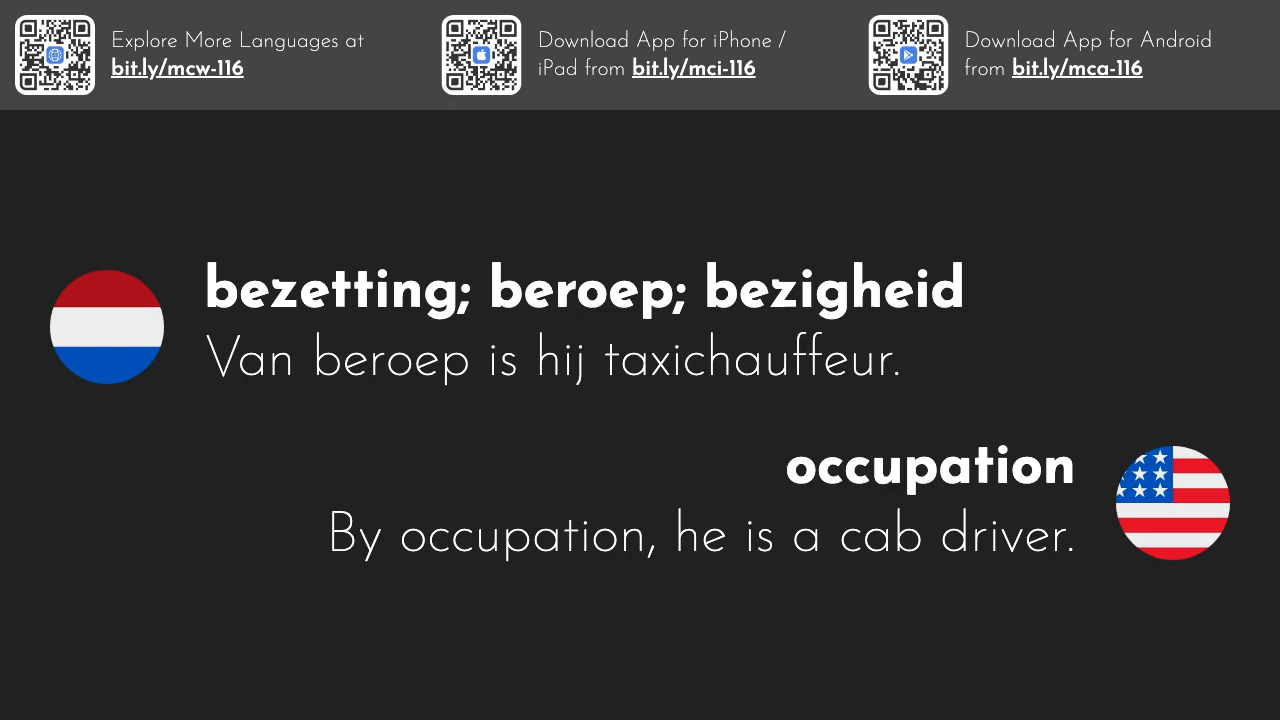 Explore More Languages at
bit.ly/mcw-116
Download App for iPhone /
iPad from bit.ly/mci-116
Download App for Android
from bit.ly/mca-116
bezetting; beroep; bezigheid
Van beroep is hij taxichauffeur.
occupation
By occupation, he is a cab driver.